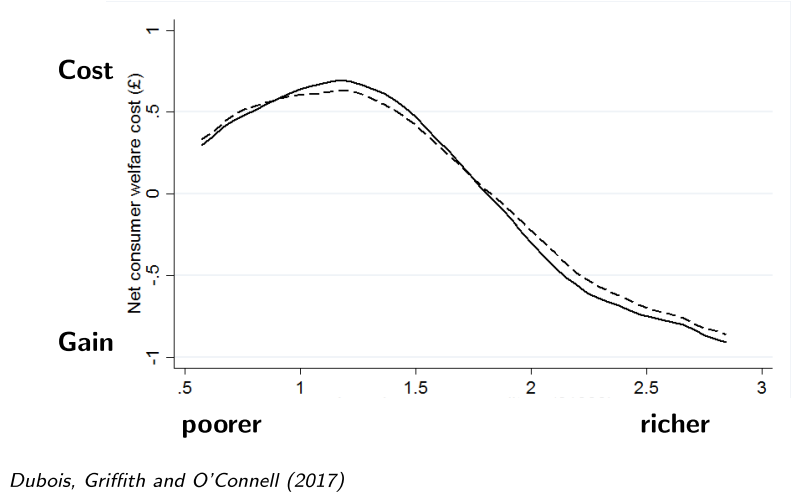 Cost
Gain
Net consumer welfare cost (£)
1
.5
0
-.5
-1
.5 1 1.5 2 2.5 3
poorer richer
Dubois, Griffith and O'Connell (2017)